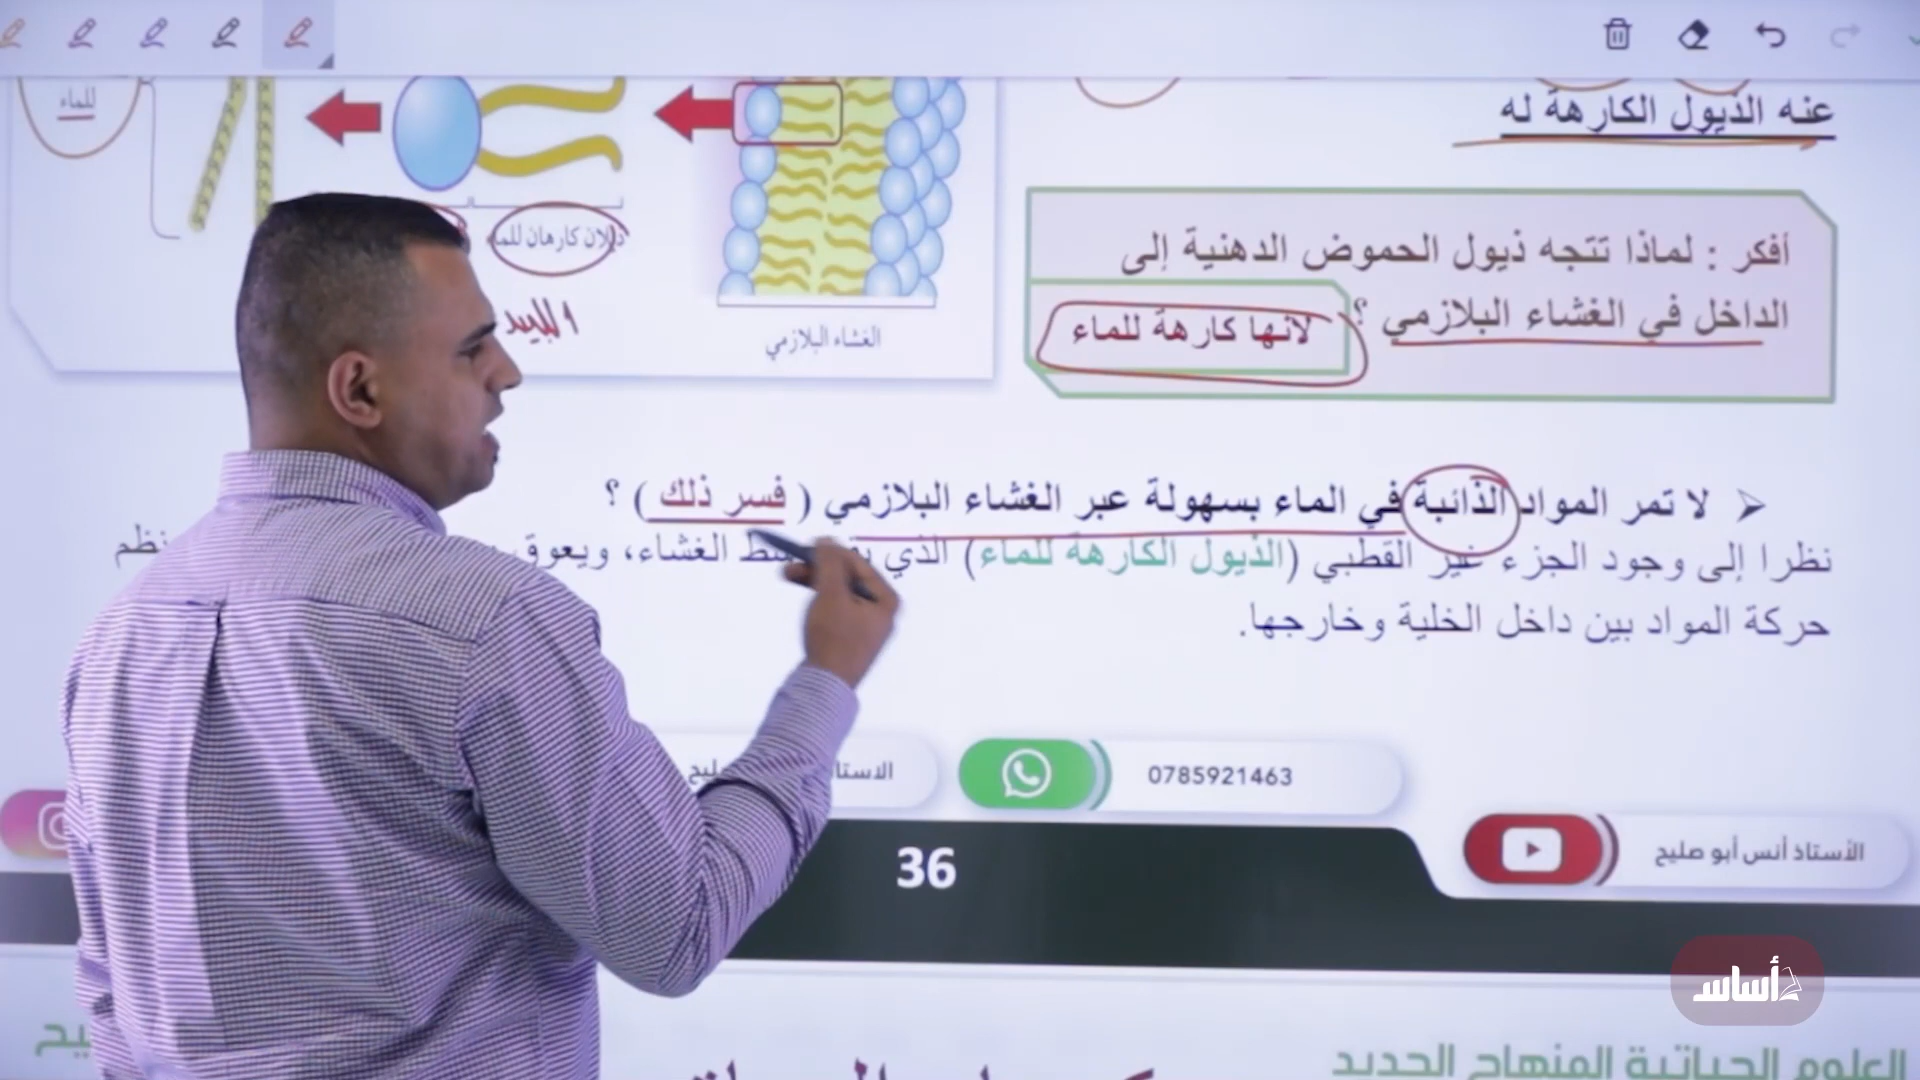 عنه الذيول الكارهة له
أفكر : لماذا تتجه ذيول الحموض الدهنية إلى
الداخل في الغشاء البلازمي ؟
لأنها كارهة للماء
للماء
ذيلان كارهان للماء
الغشاء البلازمي
لا تمر المواد الذائبة في الماء بسهولة عبر الغشاء البلازمي ( فسر ذلك ) ؟
نظرا إلى وجود الجزء غير القطبي (الذيول الكارهة للماء) الذي الغشاء، ويعوق
حركة المواد بين داخل الخلية وخارجها.
0785921463
الأستاذ أنس أبو صليح
36
أساس
العلوم الحياتية المنهاج الجديد